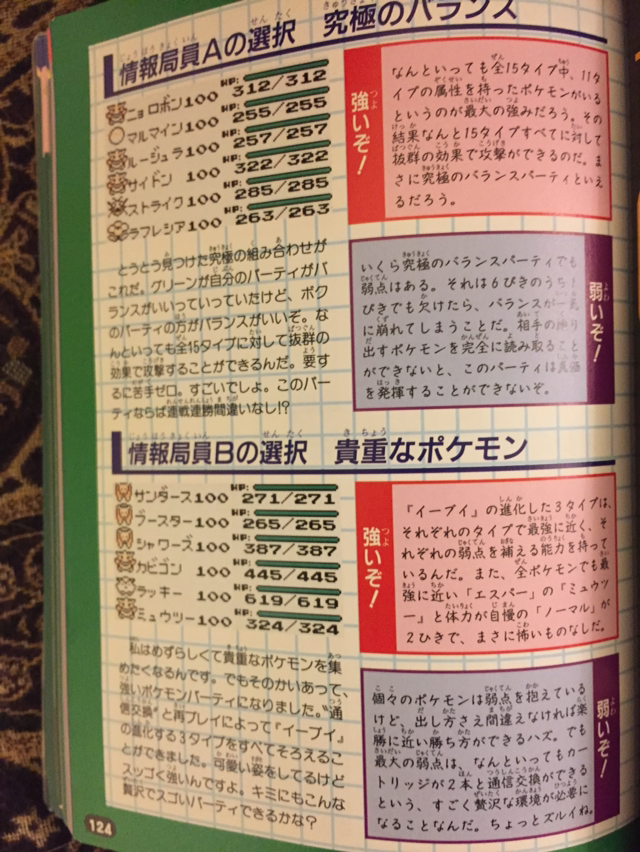 情報局員Aの選択 究極のバランス
ニョロボン100 HP: 312/312
マルマイン100 HP: 255/255
ルージュラ100 HP: 257/257
サイドン100 HP: 322/322
ストライク100 HP: 285/285
ラフレシア100 HP: 263/263
とうとう見つけた究極の組み合わせが
これだ。グリーンが自分のパーティがバ
ランスがいいっていっていたけど、ボク
のパーティの方がバランスがいいぞ。な
んといっても全15タイプに対して抜群の
効果で攻撃することができるんだ。要す
るに苦手ゼロ。すごいでしょ。このパー
ティならば連戦連勝間違いなし!?
強いぞ!
なんといっても全15タイプ中、11タ
イプの属性を持ったポケモンがいる
というのが最大の強みだろう。その
結果なんと15タイプすべてに対して
抜群の効果で攻撃ができるのだ。ま
さに究極のバランスパーティといえ
るだろう。
弱いぞ!
いくら究極のバランスパーティでも
弱点はある。それは6ぴきのうち1
ぴきでも欠けたら、バランスが一気
に崩れてしまうことだ。相手の繰り
出すポケモンを完全に読み取ること
ができないと、このパーティは真価
を発揮することができないぞ。
情報局員Bの選択 貴重なポケモン
サンダース100 HP: 271/271
ブースター100 HP: 265/265
シャワーズ100 HP: 387/387
カビゴン100 HP: 445/445
ラッキー100 HP: 619/619
ミュウツー100 HP: 324/324
私はめずらしくて貴重なポケモンを集
めたくなるんです。でもそのかいあって、
強いポケモンパーティになりました。“通
信交換”と再プレイによって『イーブイ』
の進化する3タイプをすべてそろえるこ
とができました。可愛い姿をしてるけど
スッゴく強いんですよ。キミにもこんな
贅沢でスゴいパーティできるかな?
強いぞ!
『イーブイ』の進化した3タイプは、
それぞれのタイプで最強に近く、そ
れぞれの弱点を補える能力を持って
いるんだ。また、全ポケモンでも最
強に近い「エスパー」の『ミュウツ
ー』と体力が自慢の「ノーマル」が
2ひきで、まさに怖いものなしだ。
弱いぞ!
個々のポケモンは弱点を抱えている
けど、出し方さえ間違えなければ楽
勝に近い勝ち方ができるハズ。でも
最大の弱点は、なんといってもカー
トリッジが2本と通信交換ができる
という、すごく贅沢な環境が必要に
なることなんだ。ちょっとズルイね。
124